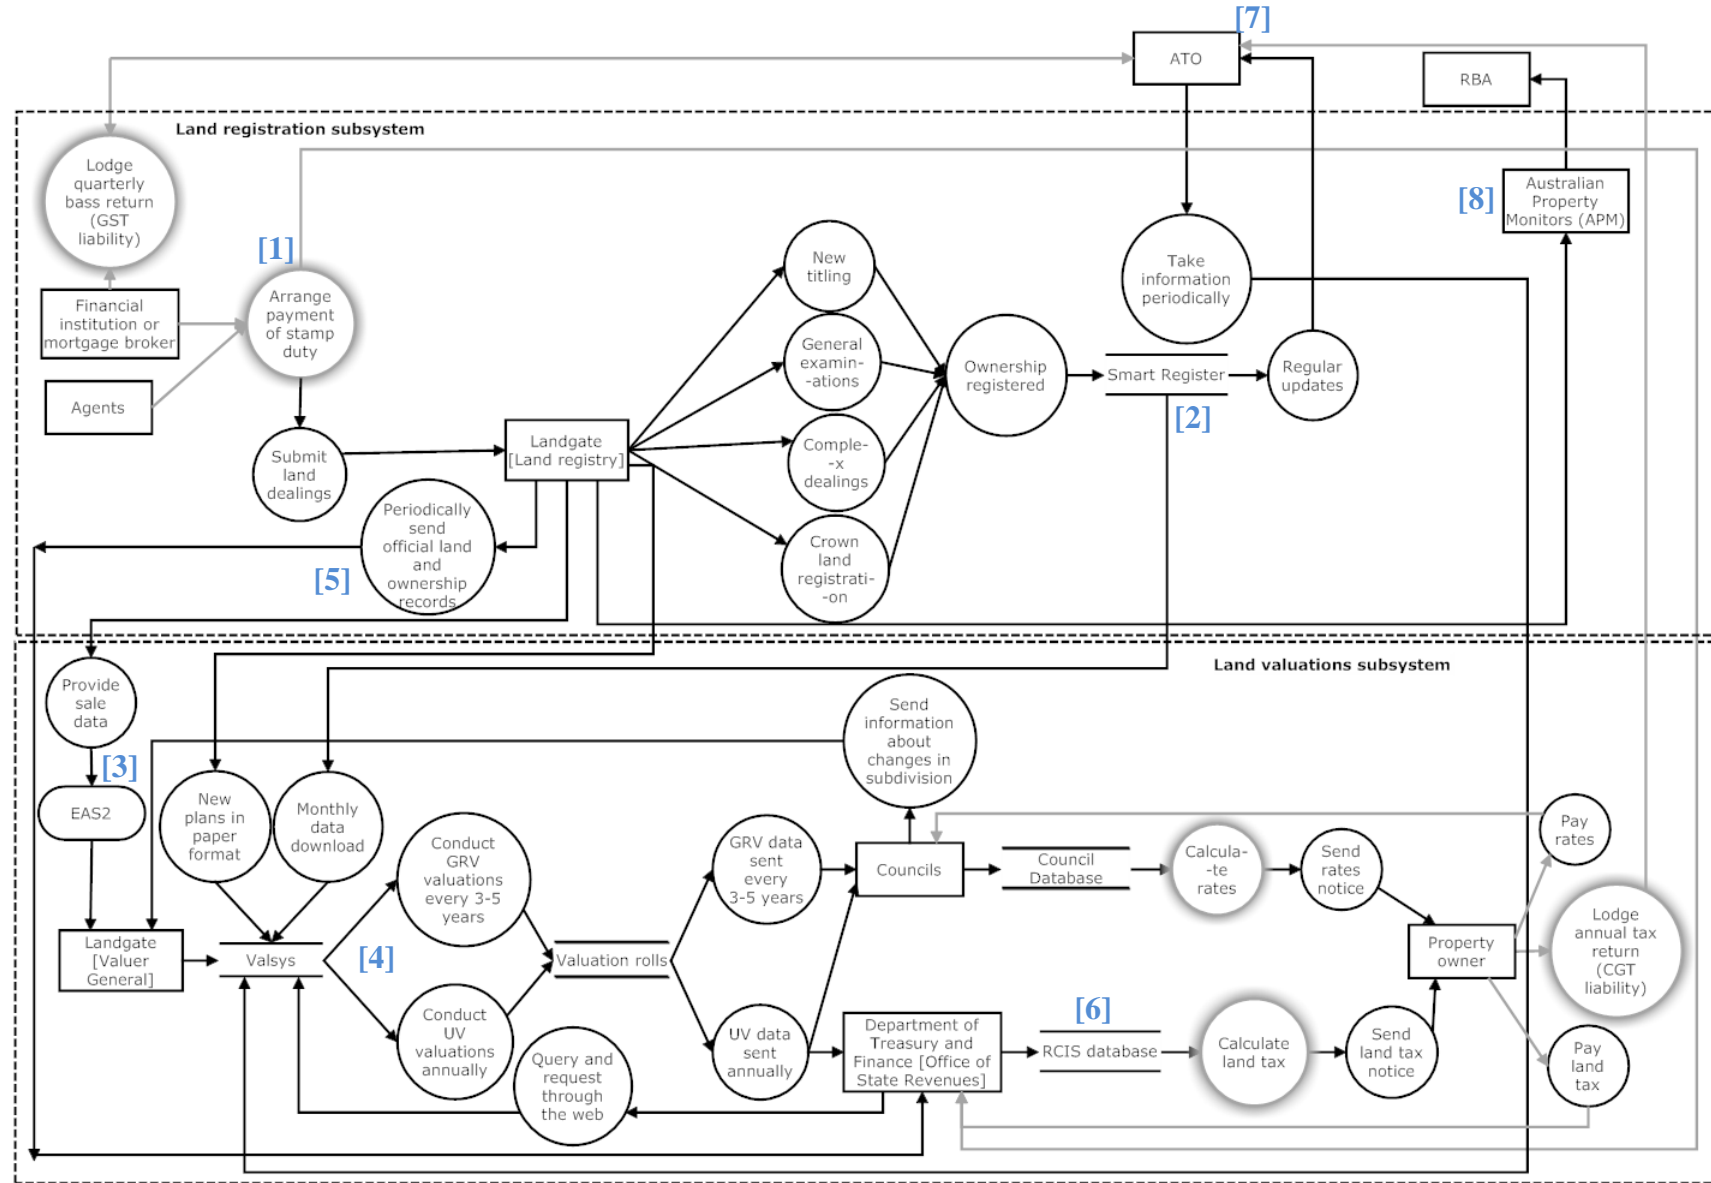 [7]
ATO
RBA
Land registration subsystem
Lodge
quarterly
bass return
(GST
liability)
[1]
[8]
Australian
Property
Monitors (APM)
New
titling
Take
information
periodically
Financial
institution or
mortgage broker
Arrange
payment
of stamp
duty
General
examin-
-ations
Ownership
registered
Smart Register
Regular
updates
Agents
[2]
Landgate
[Land registry]
Submit
land
dealings
Comple-
-x
dealings
Periodically
send
official land
and
ownership
records
[5]
Crown
land
registrati-
-on
Land valuations subsystem
Provide
sale
data
Send
information
about
changes in
subdivision
[3]
EAS2
New
plans in
paper
format
Monthly
data
download
Conduct
GRV
valuations
every 3-5
years
GRV data
sent
every
3-5 years
Councils
Council
Database
Calcula-
-te
rates
Send
rates
notice
Pay
rates
Landgate
[Valuer
General]
Valsys
[4]
Valuation rolls
Property
owner
Lodge
annual tax
return
(CGT
liability)
Conduct
UV
valuations
annually
UV data
sent
annually
Department of
Treasury and
Finance [Office of
State Revenues]
[6]
RCIS database
Calculate
land tax
Send
land tax
notice
Pay
land
tax
Query and
request
through
the web